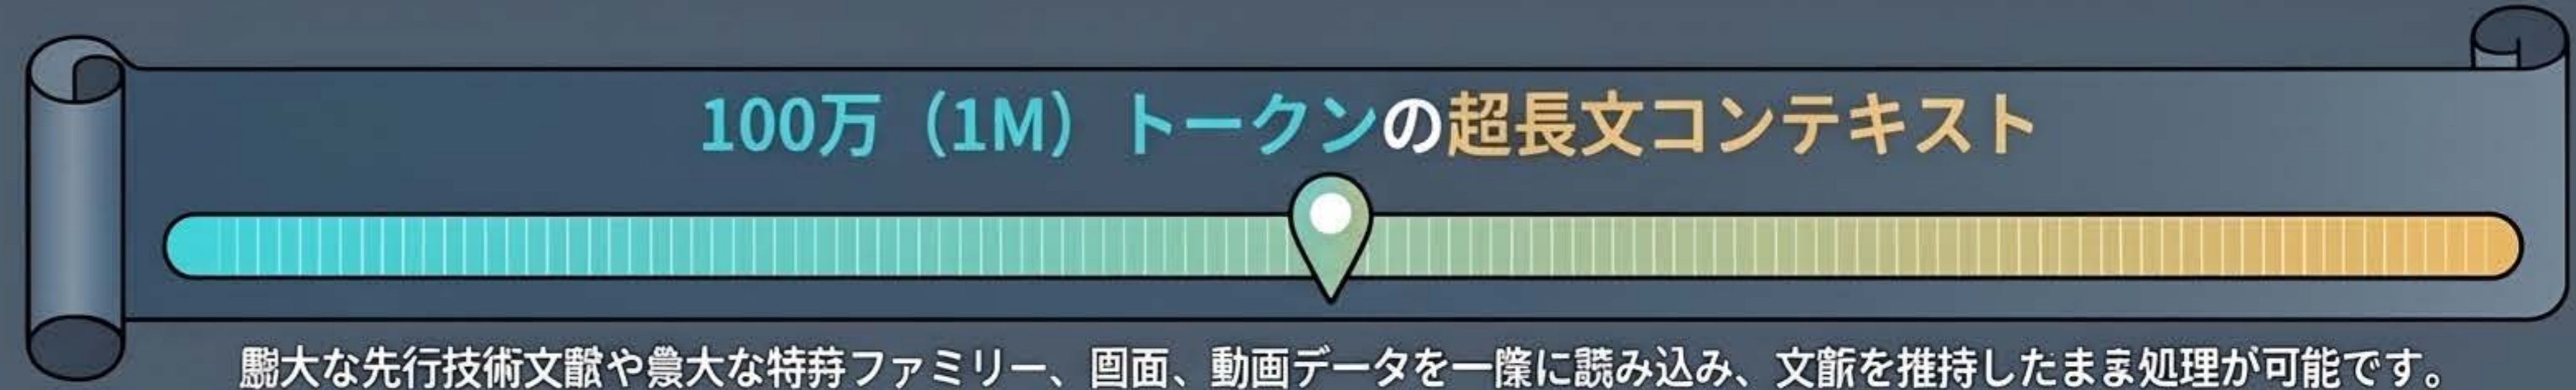 100万（1M）トークンの超長文コンテキスト
大な先行技術文や大な特ファミリー、面、動画データを一に読み込み、文を推持したまま処理が可能です。